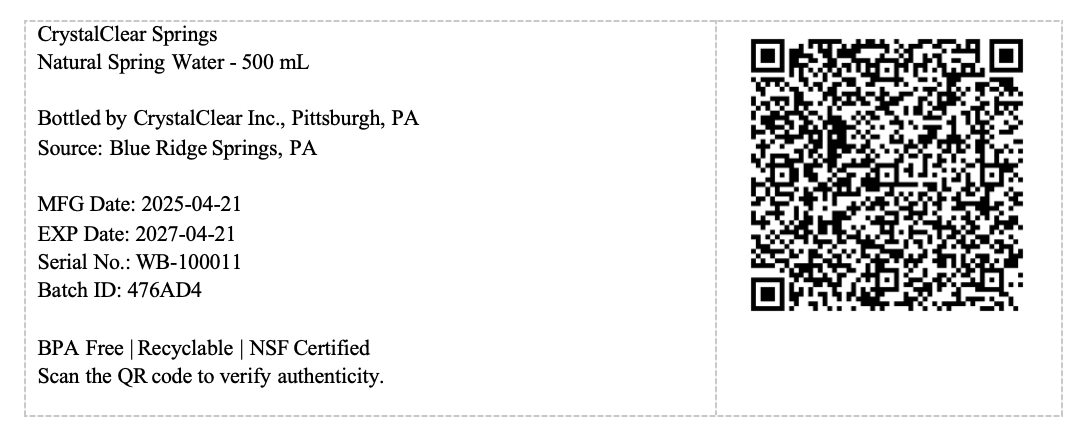 CrystalClear Springs
Natural Spring Water - 500 mL
Bottled by CrystalClear Inc., Pittsburgh, PA
Source: Blue Ridge Springs, PA
MFG Date: 2025-04-21
EXP Date: 2027-04-21
Serial No.: WB-100011
Batch ID: 476AD4
BPA Free | Recyclable | NSF Certified
Scan the QR code to verify authenticity.